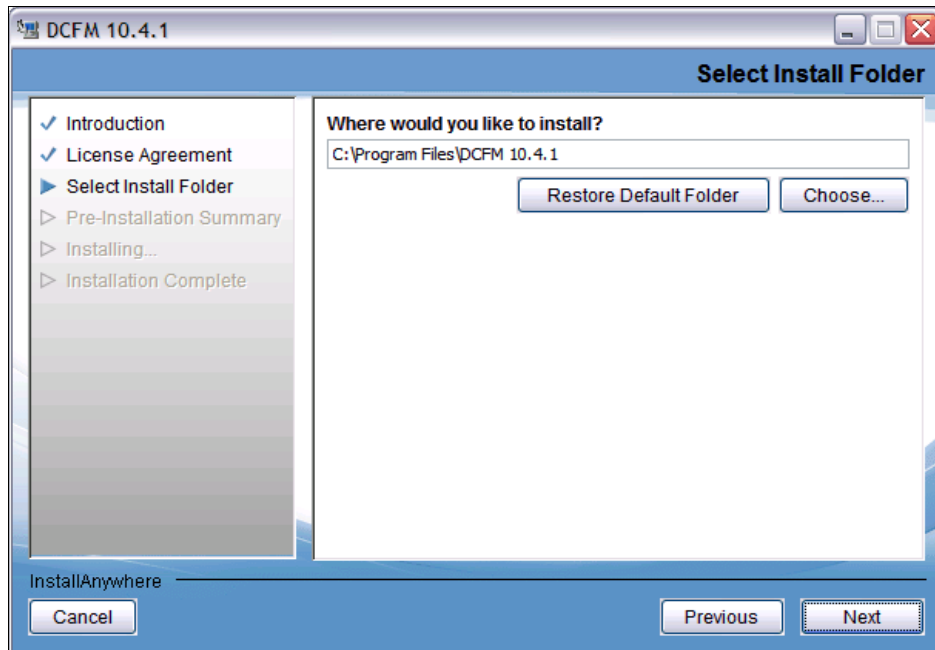 DCFM 10.4.1
Select Install Folder
Introduction
License Agreement
Select Install Folder
Pre-Installation Summary
Installing...
Installation Complete
Where would you like to install?
C:\Program Files\DCFM 10.4.1
Restore Default Folder
Choose...
InstallAnywhere
Cancel
Previous
Next